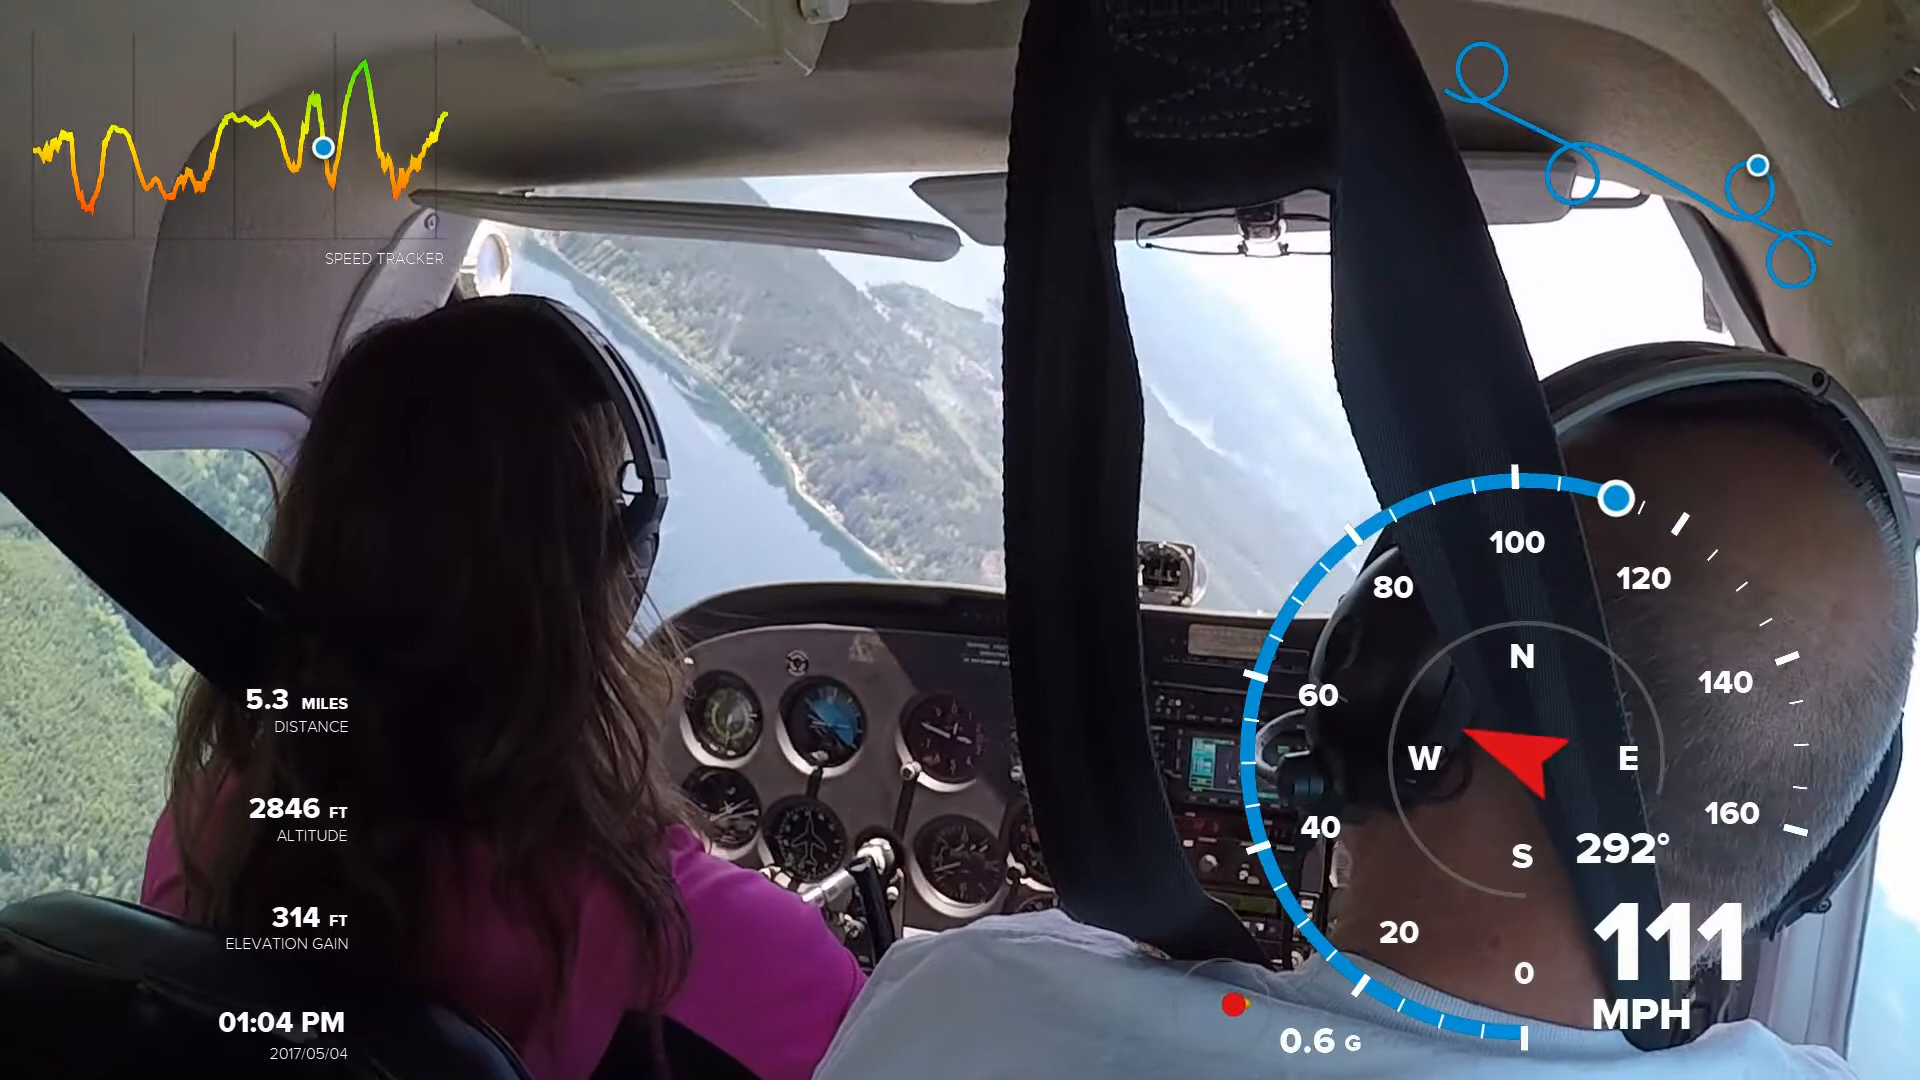 SPEED TRACKER
5.3 MILES
DISTANCE
2846 FT
ALTITUDE
314 FT
ELEVATION GAIN
01:04 PM
2017/05/04
100
80
120
60
140
40
160
20
0
N
W
E
S
292°
111
MPH
0.6 G